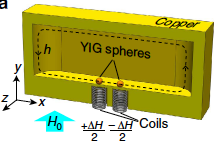 a
Copper
h
YIG spheres
y
z
x
H₀
+ΔH/2 −ΔH/2 Coils